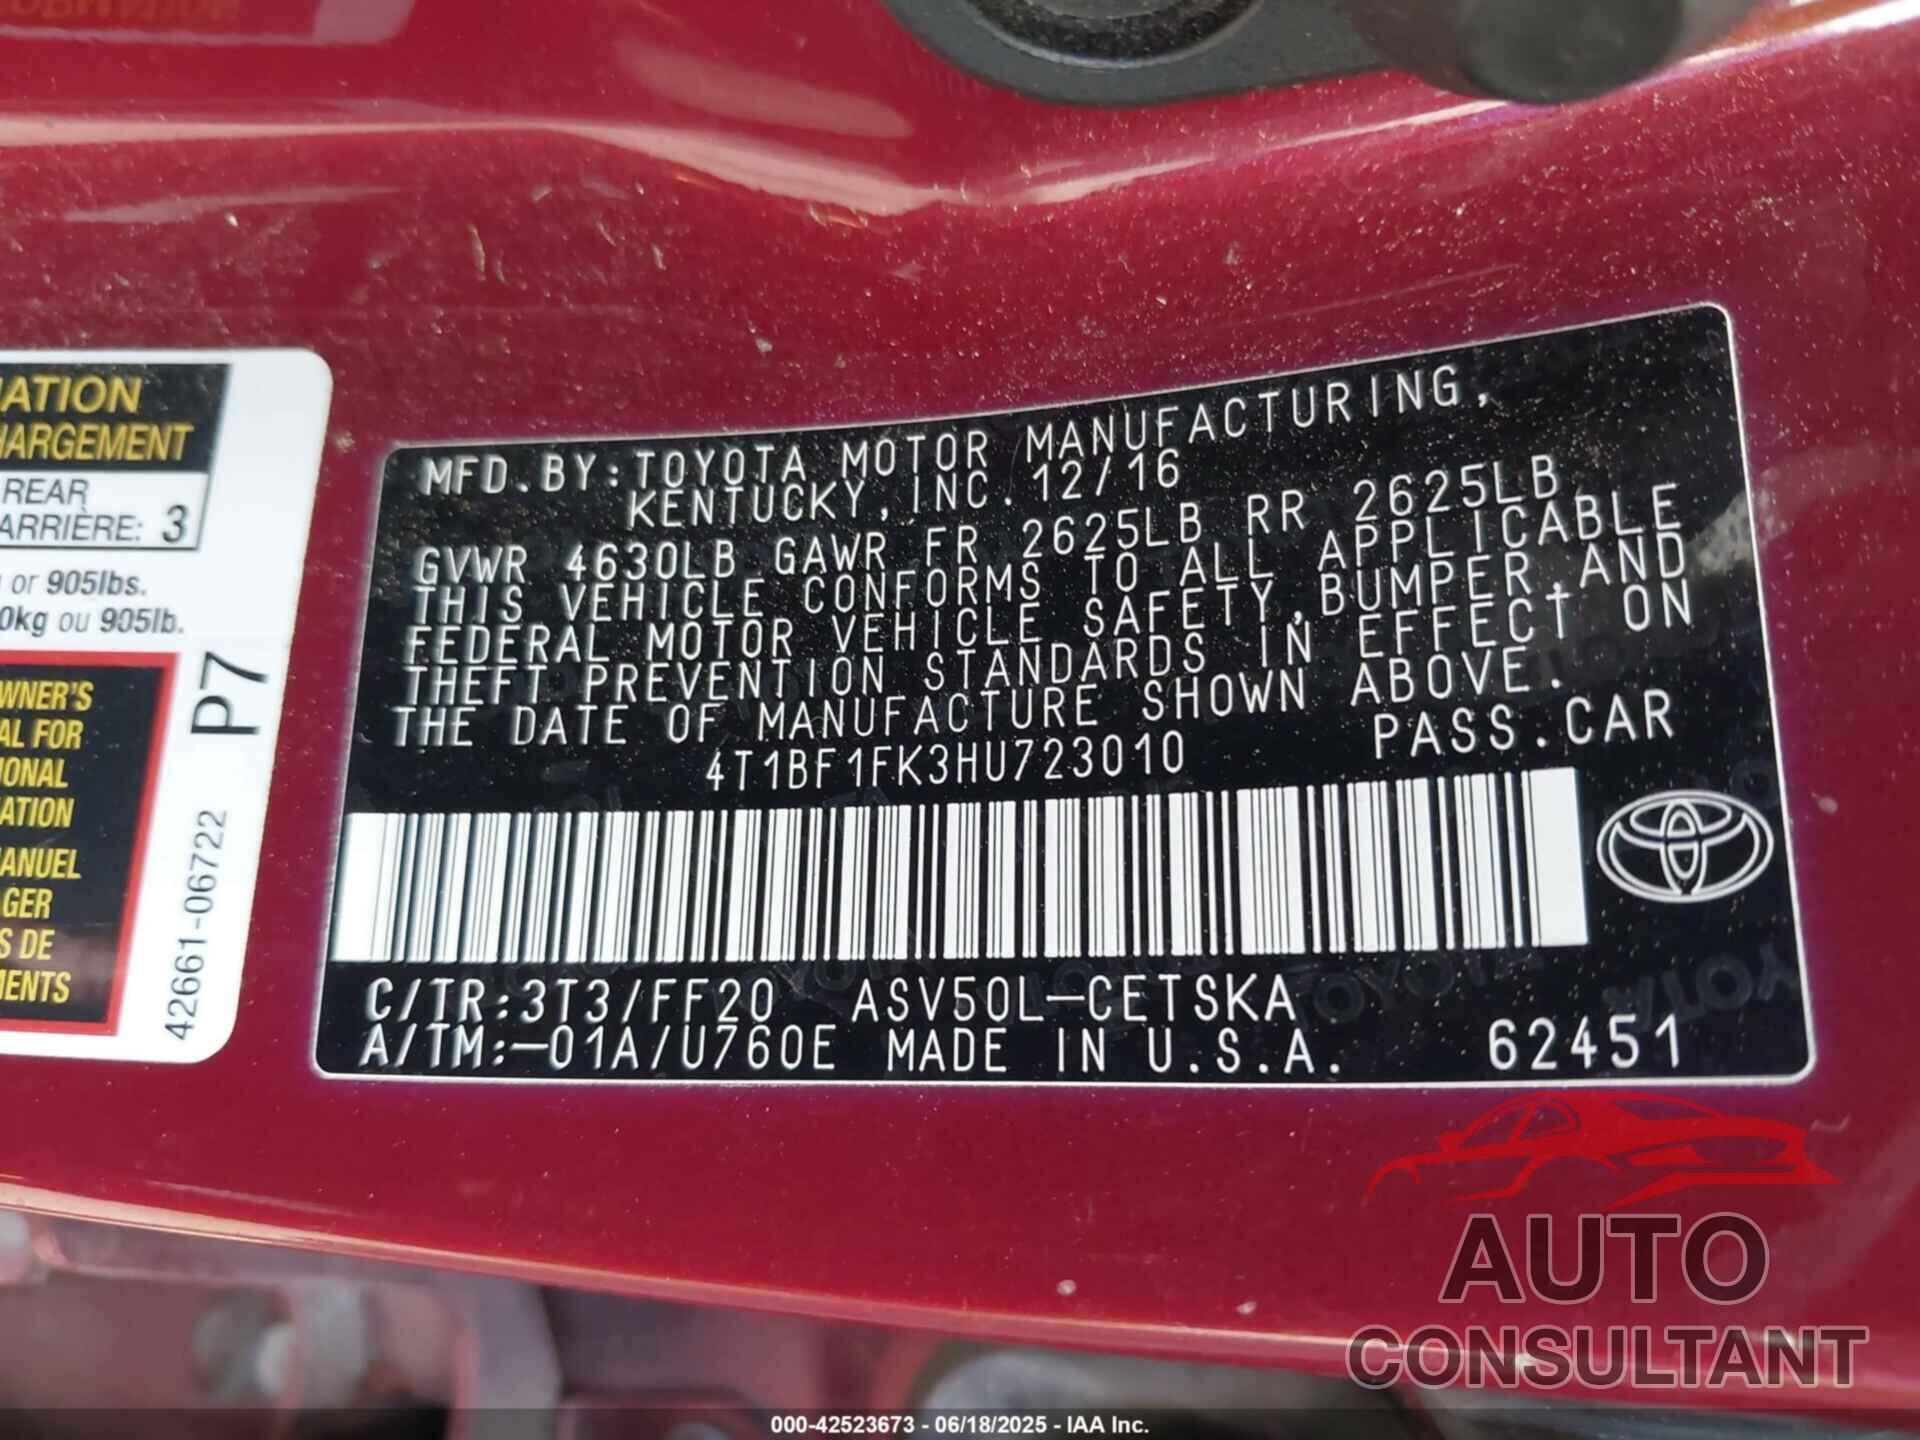 MATION
HARGEMENT
REAR
ARRIÈRE: 3
or 905lbs.
0kg ou 905lb.
WNER'S
AL FOR
IONAL
ATION
MANUEL
GER
S DE
MENTS
P7
42661-06722
MFD.BY:TOYOTA MOTOR MANUFACTURING,
KENTUCKY,INC.12/16
GVWR 4630LB GAWR FR 2625LB RR 2625LB
THIS VEHICLE CONFORMS TO ALL APPLICABLE
FEDERAL MOTOR VEHICLE SAFETY,BUMPER,AND
THEFT PREVENTION STANDARDS IN EFFECT ON
THE DATE OF MANUFACTURE SHOWN ABOVE.
4T1BF1FK3HU723010 PASS.CAR
C/TR:3T3/FF20 ASV50L-CETSKA
A/TM:-01A/U760E MADE IN U.S.A. 62451
AUTO
CONSULTANT
000-42523673 - 06/18/2025 - IAA Inc.